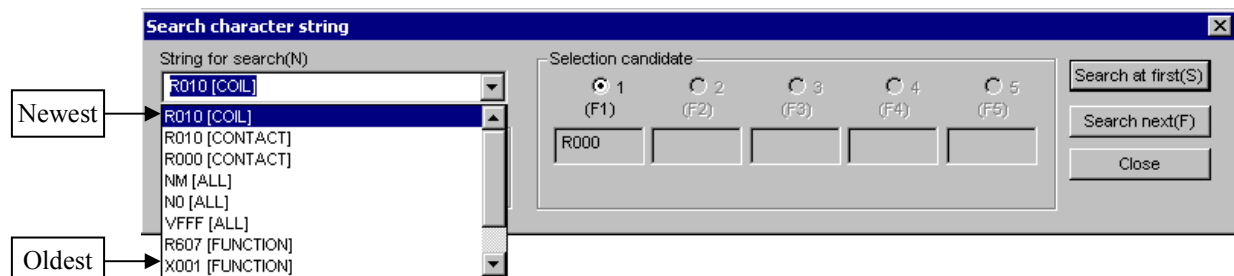 Search character string
String for search(N)
R010 [COIL]
Newest
R010 [COIL]
R010 [CONTACT]
R000 [CONTACT]
NM [ALL]
N0 [ALL]
VFFF [ALL]
R607 [FUNCTION]
Oldest
X001 [FUNCTION]
Selection candidate
1 2 3 4 5
(F1) (F2) (F3) (F4) (F5)
R000
Search at first(S)
Search next(F)
Close